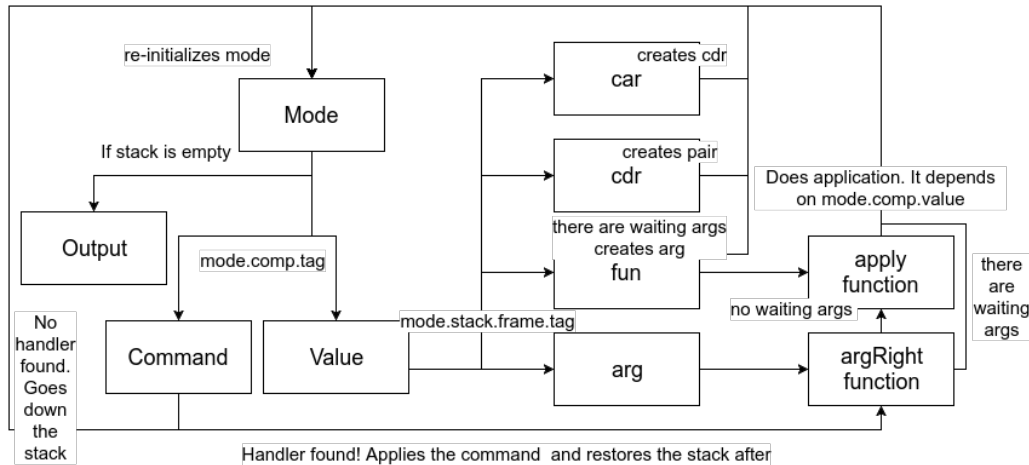 creates cdr
re-initializes mode
car
Mode
If stack is empty
creates pair
cdr
Does application. It depends
on mode.comp.value
Output
mode.comp.tag
there are waiting args
creates arg
fun
apply
function
there
are
waiting
args
no waiting args
mode.stack.frame.tag
No
handler
found.
Goes
down
the
stack
Command
Value
arg
argRight
function
Handler found! Applies the command and restores the stack after